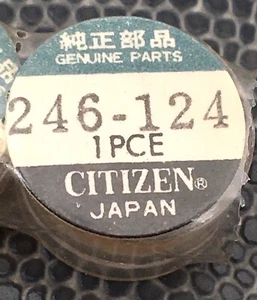 純正部品
GENUINE PARTS
246-124
1PCE
CITIZEN®
JAPAN